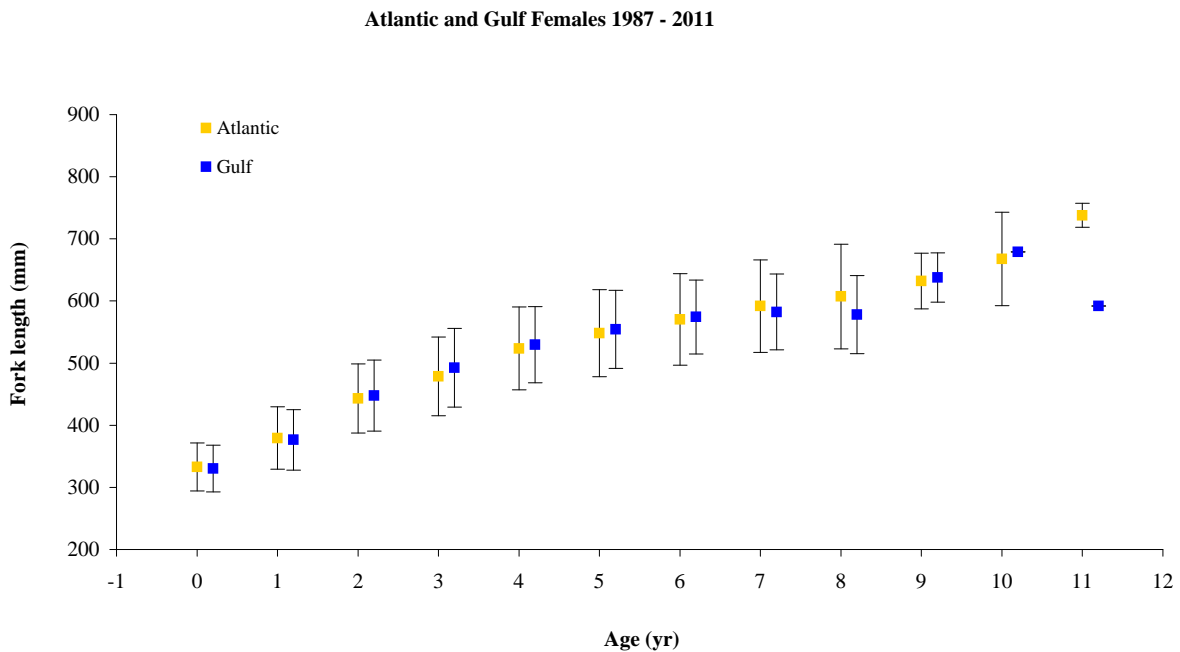 Atlantic and Gulf Females 1987 - 2011
900
800
700
600
500
400
300
200
Atlantic
Gulf
Fork length (mm)
-1 0 1 2 3 4 5 6 7 8 9 10 11 12
Age (yr)